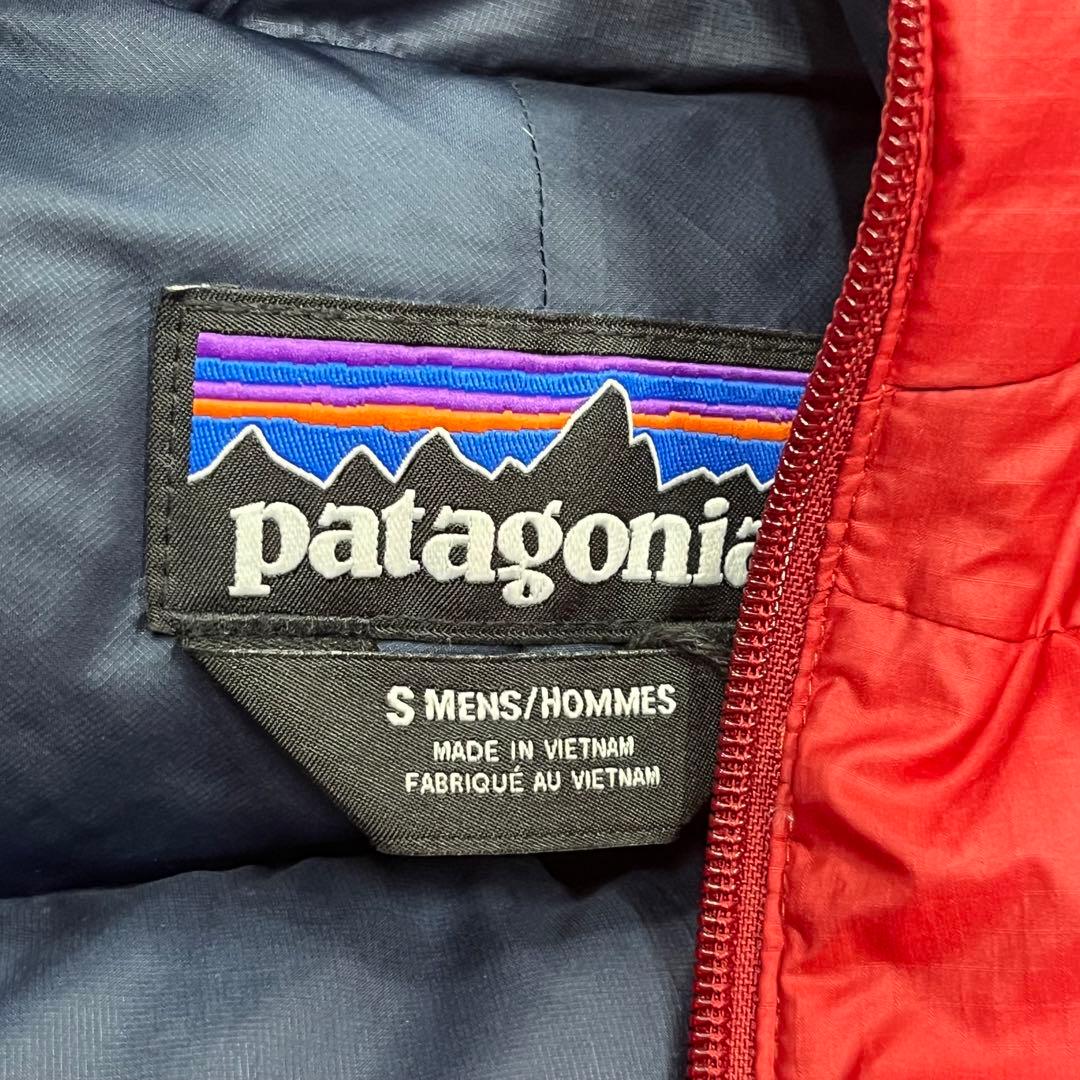 patagonia
S MENS/HOMMES
MADE IN VIETNAM
FABRIQUÉ AU VIETNAM